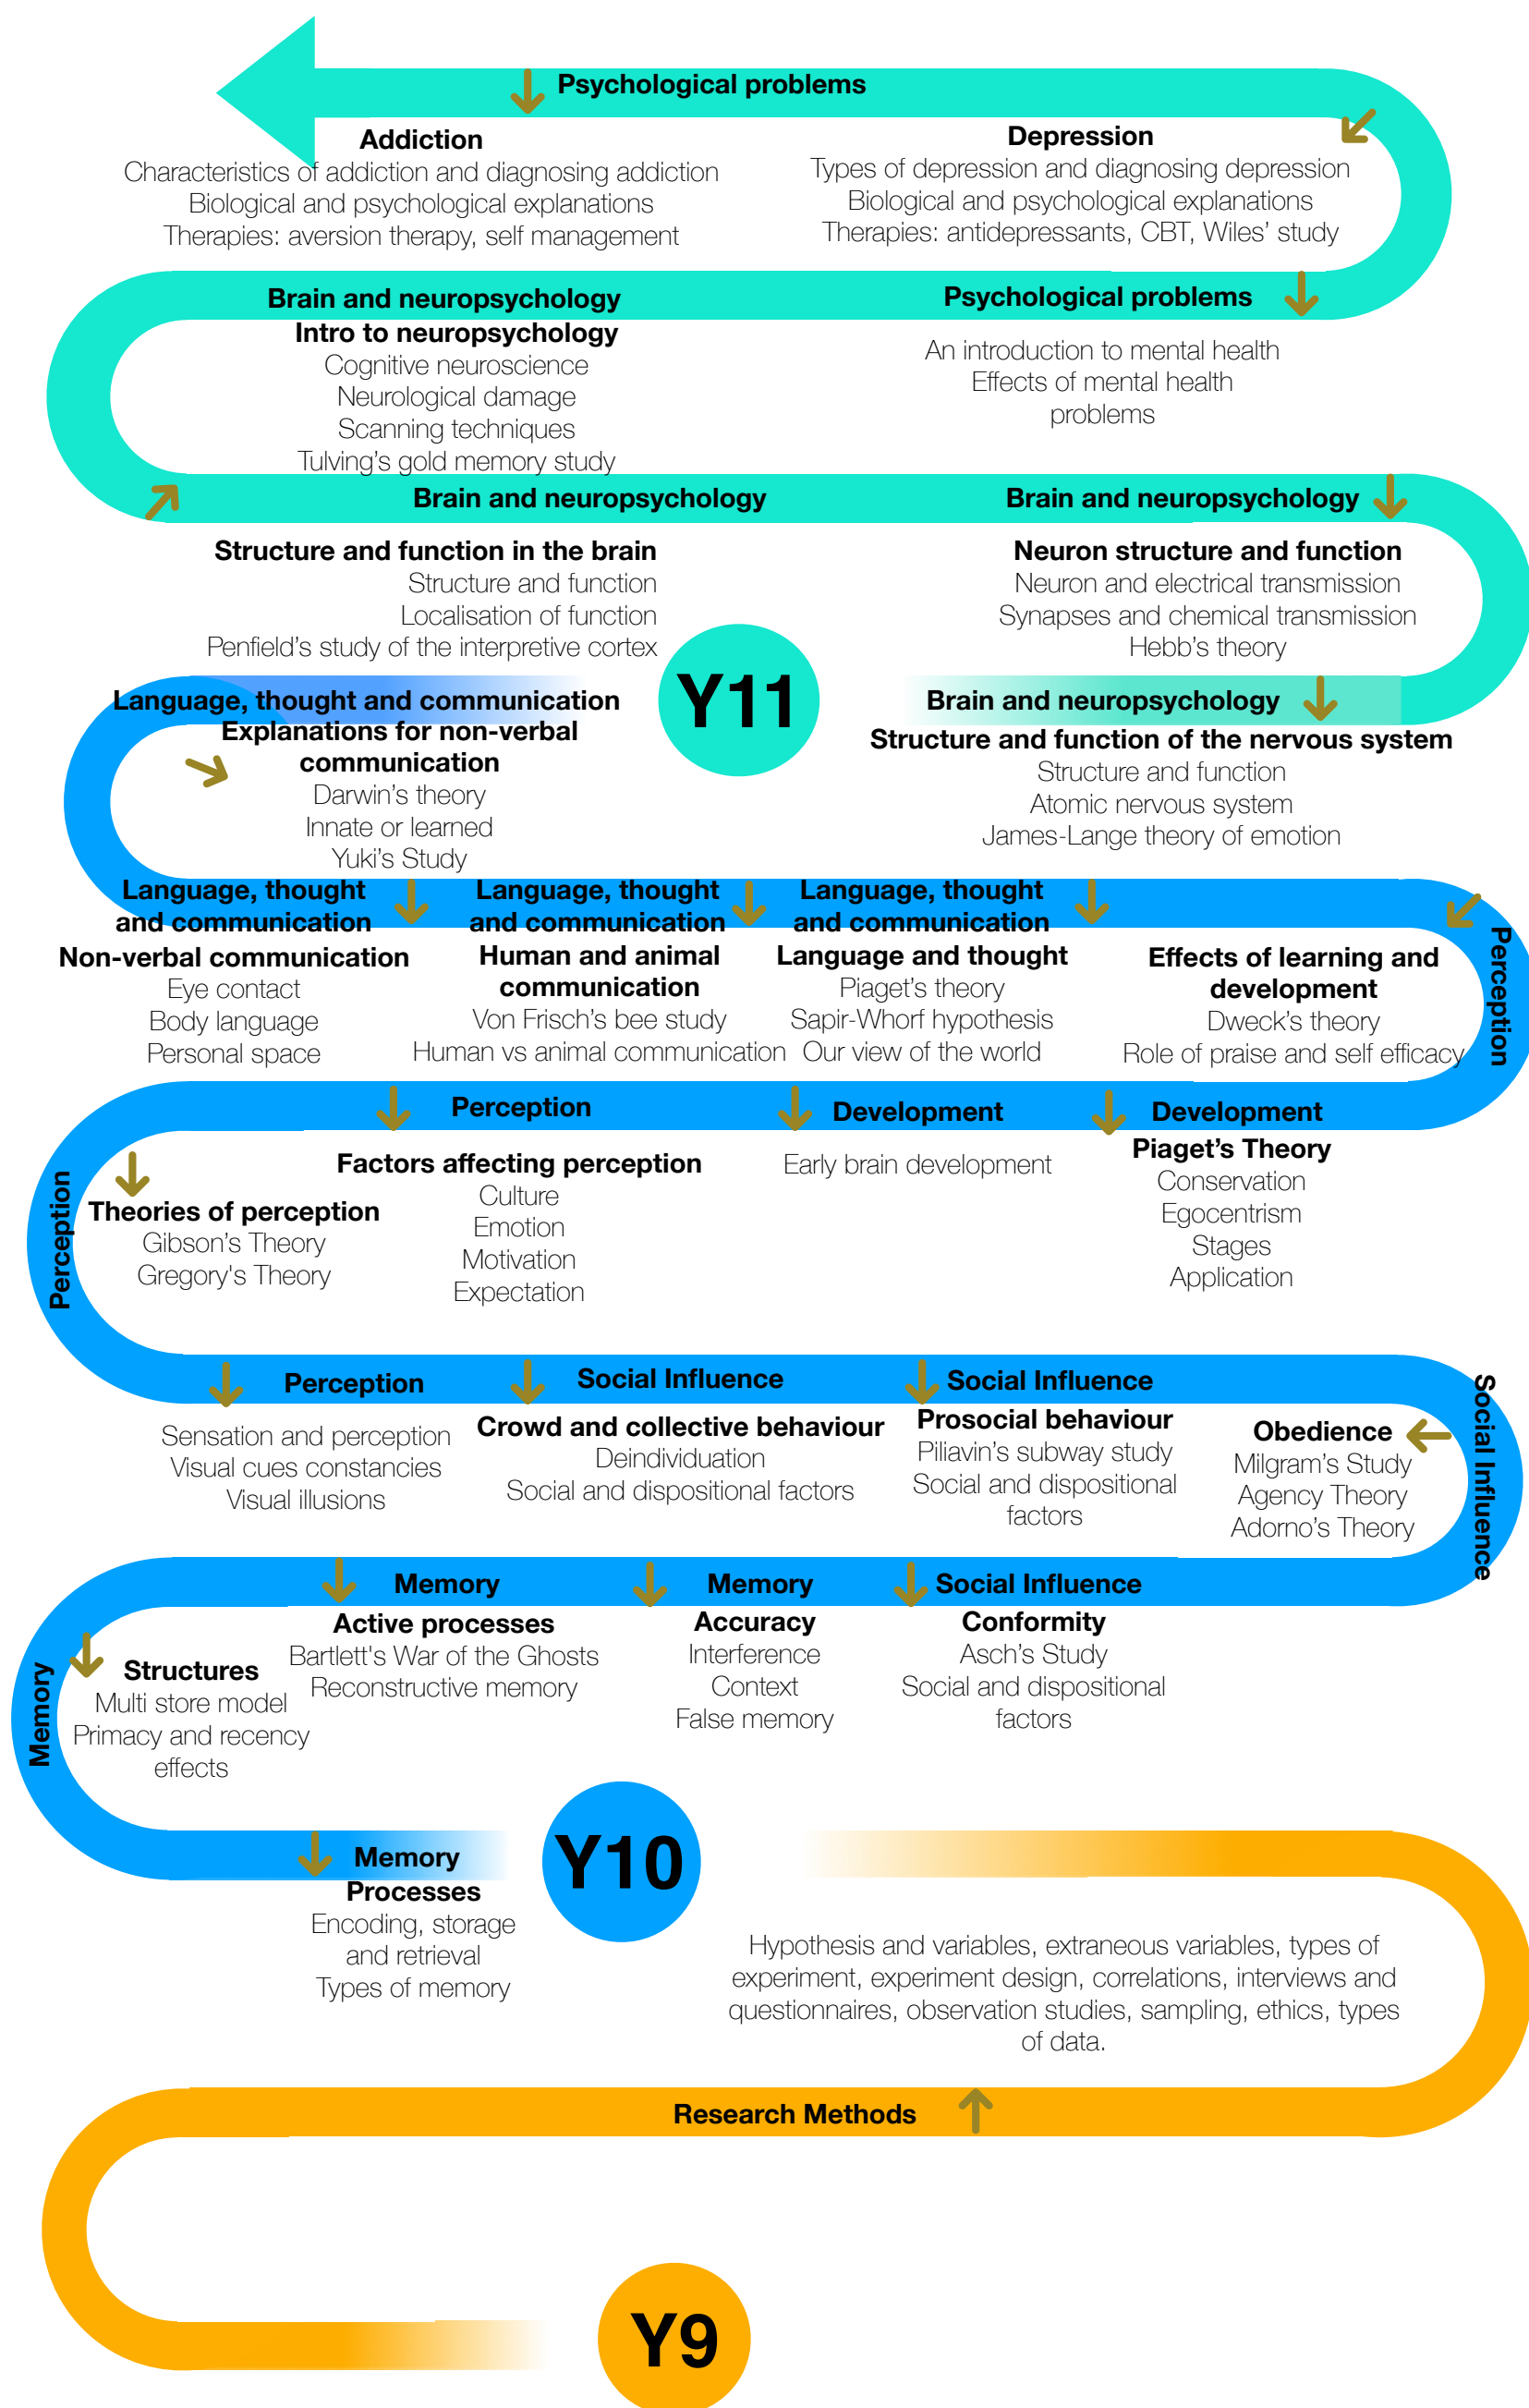 Psychological problems
Addiction
Characteristics of addiction and diagnosing addiction
Biological and psychological explanations
Therapies: aversion therapy, self management
Depression
Types of depression and diagnosing depression
Biological and psychological explanations
Therapies: antidepressants, CBT, Wiles’ study
Brain and neuropsychology
Intro to neuropsychology
Cognitive neuroscience
Neurological damage
Scanning techniques
Tulving’s gold memory study
Psychological problems
An introduction to mental health
Effects of mental health
problems
Brain and neuropsychology
Structure and function in the brain
Structure and function
Localisation of function
Penfield’s study of the interpretive cortex
Brain and neuropsychology
Neuron structure and function
Neuron and electrical transmission
Synapses and chemical transmission
Hebb’s theory
Y11
Language, thought and communication
Explanations for non-verbal
communication
Darwin’s theory
Innate or learned
Yuki’s Study
Brain and neuropsychology
Structure and function of the nervous system
Structure and function
Atomic nervous system
James-Lange theory of emotion
Language, thought
and communication
Non-verbal communication
Eye contact
Body language
Personal space
Language, thought
and communication
Human and animal
communication
Von Frisch’s bee study
Human vs animal communication
Language, thought
and communication
Language and thought
Piaget’s theory
Sapir-Whorf hypothesis
Our view of the world
Perception
Effects of learning and
development
Dweck’s theory
Role of praise and self efficacy
Perception
Theories of perception
Gibson’s Theory
Gregory's Theory
Perception
Factors affecting perception
Culture
Emotion
Motivation
Expectation
Development
Early brain development
Development
Piaget’s Theory
Conservation
Egocentrism
Stages
Application
Perception
Sensation and perception
Visual cues constancies
Visual illusions
Social Influence
Crowd and collective behaviour
Deindividuation
Social and dispositional factors
Social Influence
Prosocial behaviour
Piliavin’s subway study
Social and dispositional
factors
Social Influence
Obedience
Milgram’s Study
Agency Theory
Adorno’s Theory
Memory
Structures
Multi store model
Primacy and recency
effects
Memory
Active processes
Bartlett's War of the Ghosts
Reconstructive memory
Memory
Accuracy
Interference
Context
False memory
Social Influence
Conformity
Asch’s Study
Social and dispositional
factors
Memory
Processes
Encoding, storage
and retrieval
Types of memory
Y10
Hypothesis and variables, extraneous variables, types of
experiment, experiment design, correlations, interviews and
questionnaires, observation studies, sampling, ethics, types
of data.
Research Methods
Y9